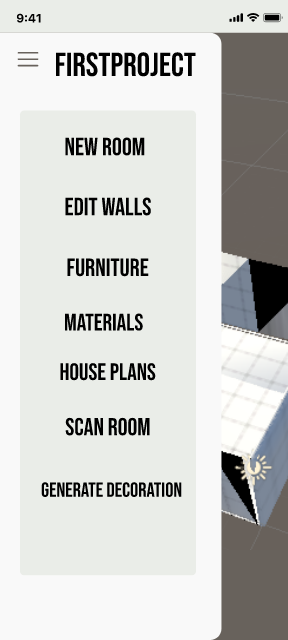 9:41
FIRSTPROJECT
NEW ROOM
EDIT WALLS
FURNITURE
MATERIALS
HOUSE PLANS
SCAN ROOM
GENERATE DECORATION